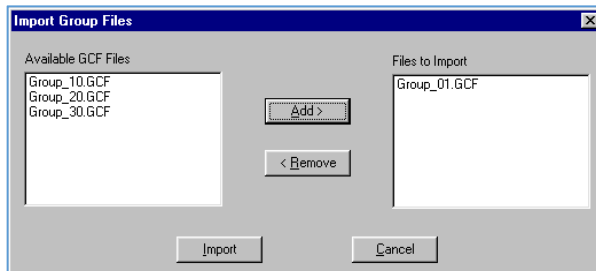 Import Group Files
Available GCF Files
Group_10.GCF
Group_20.GCF
Group_30.GCF
Add >
< Remove
Files to Import
Group_01.GCF
Import
Cancel